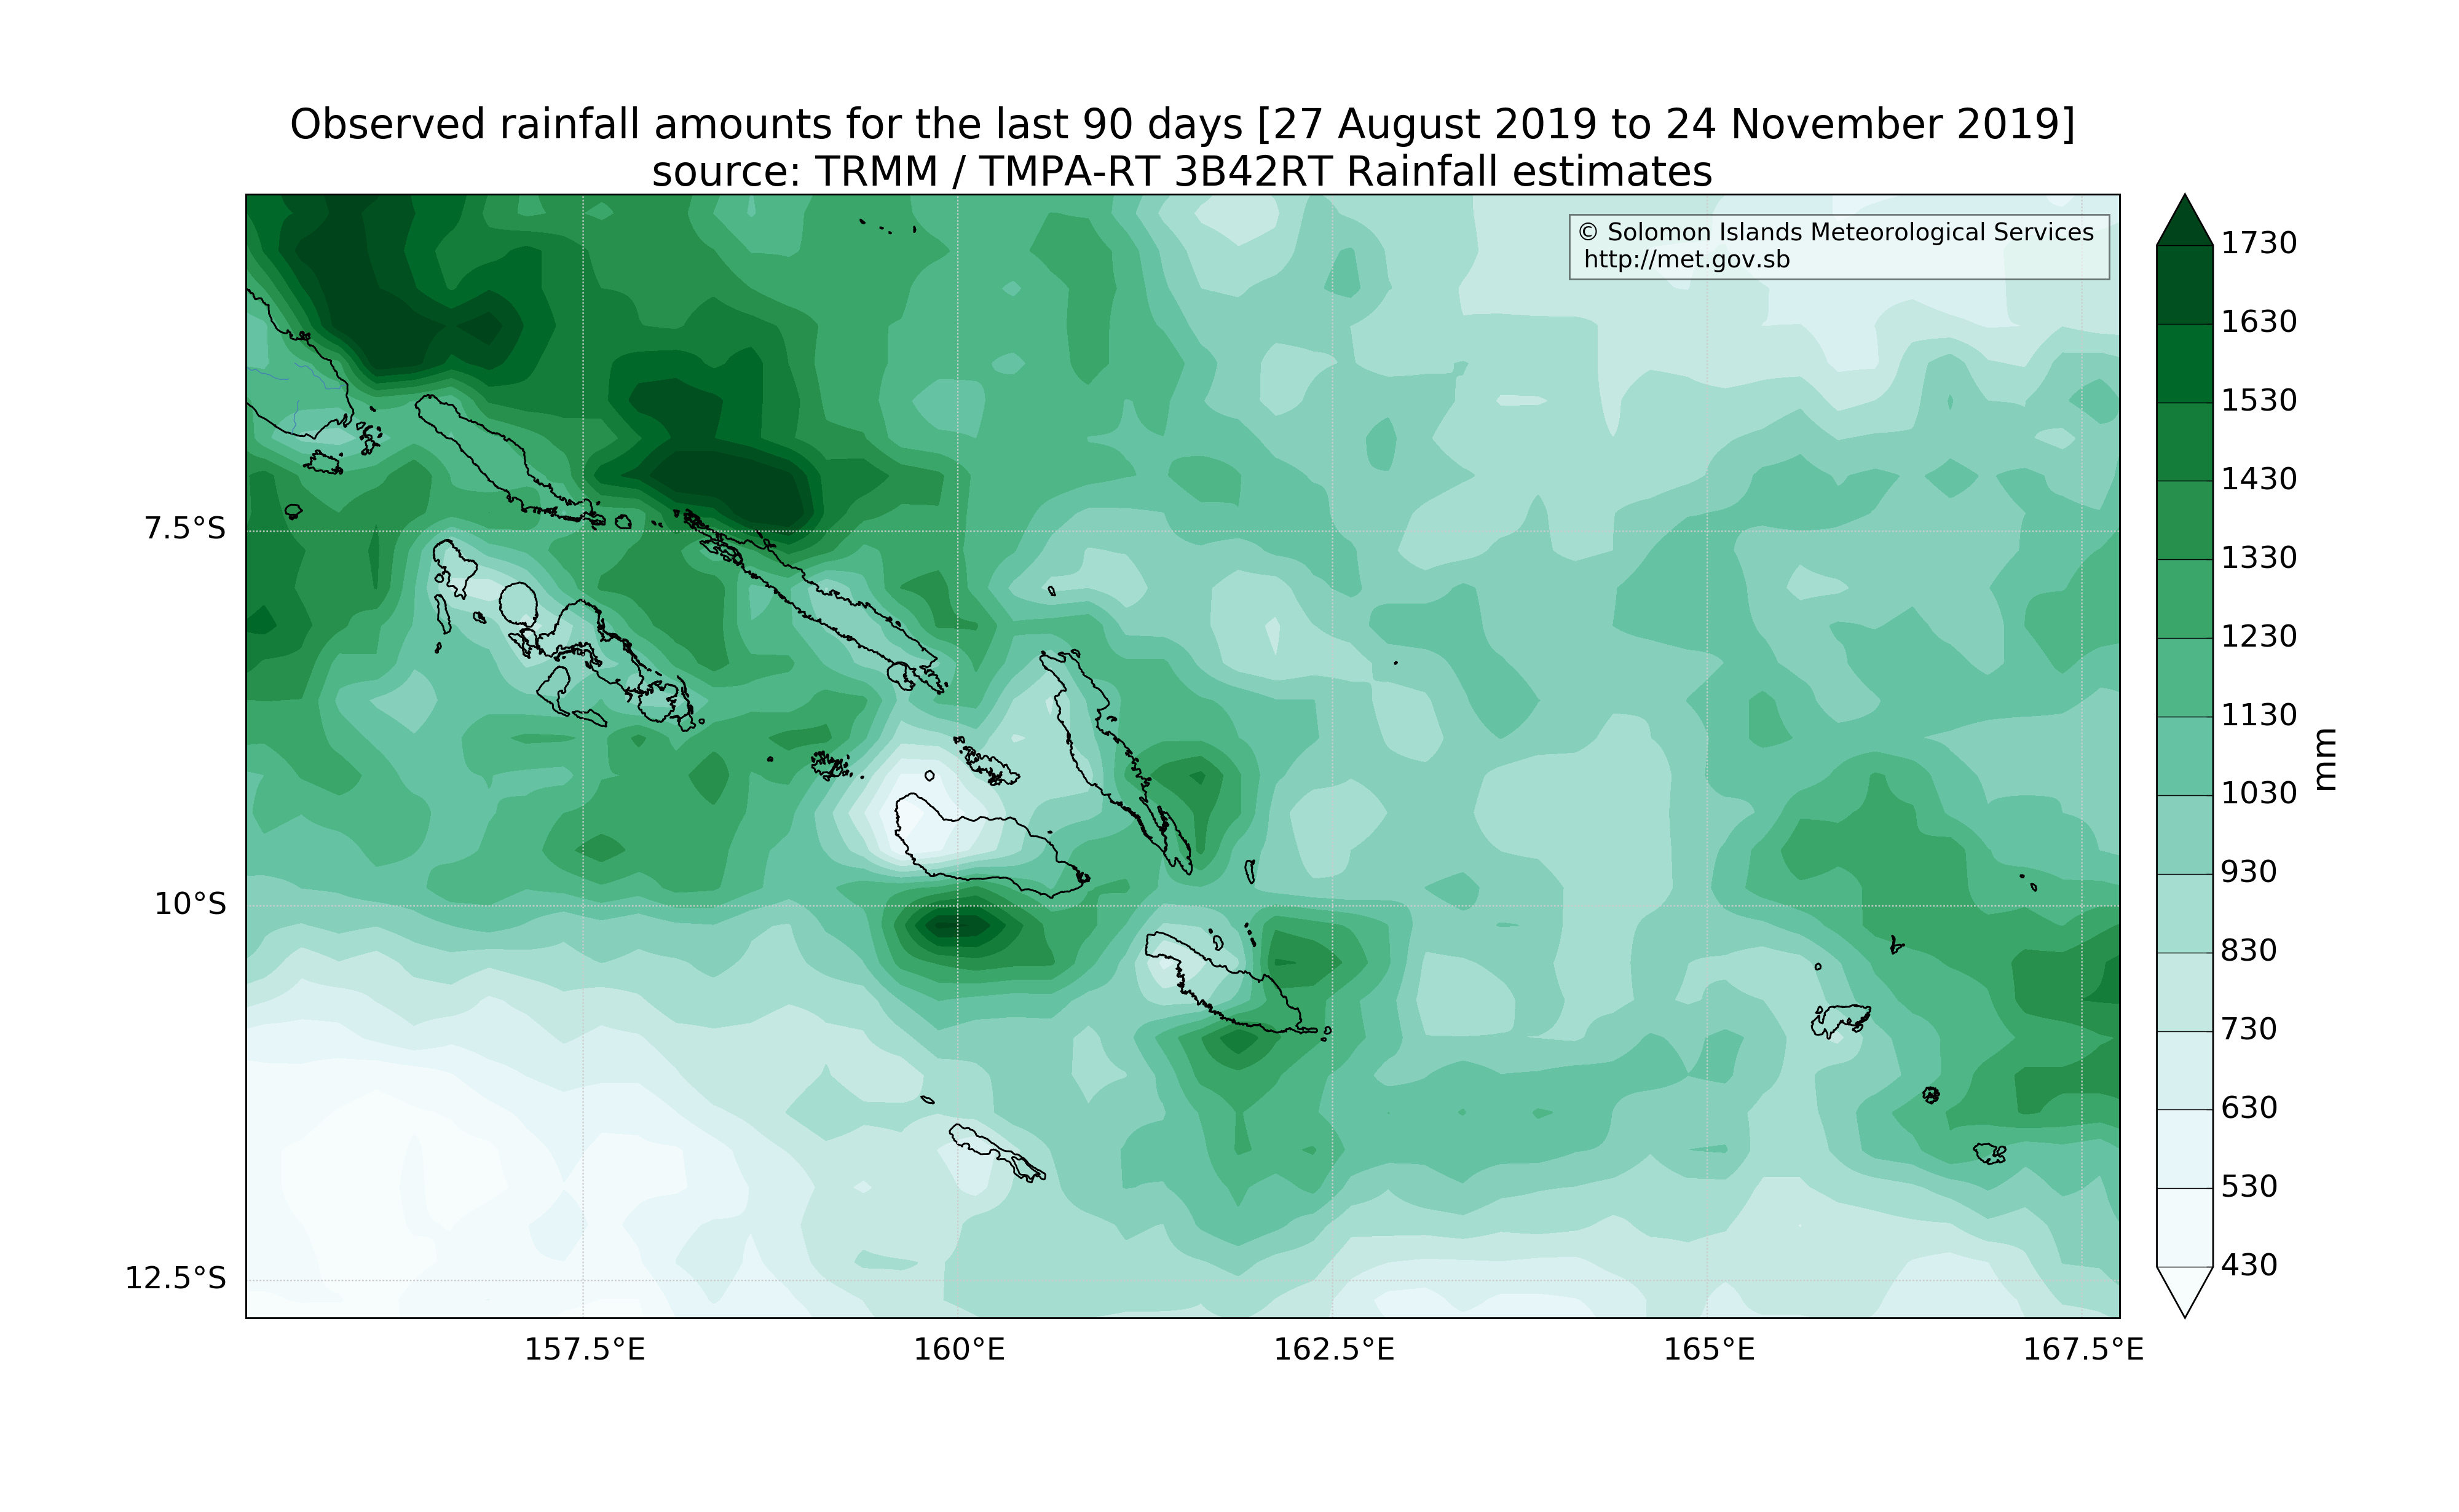 Observed rainfall amounts for the last 90 days [27 August 2019 to 24 November 2019]
source: TRMM / TMPA-RT 3B42RT Rainfall estimates
© Solomon Islands Meteorological Services
http://met.gov.sb
7.5°S
10°S
12.5°S
157.5°E
160°E
162.5°E
165°E
167.5°E
1730
1630
1530
1430
1330
1230
1130
1030
930
830
730
630
530
430
mm